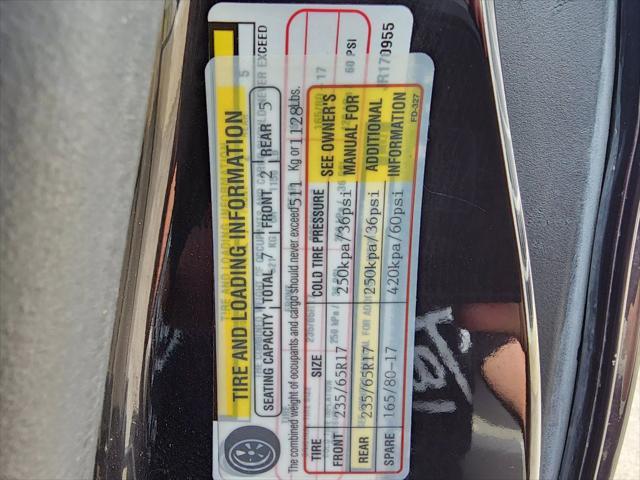 TIRE AND LOADING INFORMATION
SEATING CAPACITY TOTAL 7 FRONT 2 REAR 5
The combined weight of occupants and cargo should never exceed 511 Kg or 1128 Lbs.
TIRE SIZE COLD TIRE PRESSURE SEE OWNER'S MANUAL FOR ADDITIONAL INFORMATION
FRONT 235/65R17 250kpa/36psi
REAR 235/65R17 250kpa/36psi
SPARE 165/80-17 420kpa/60psi
FD-327
5
EXCEED
17
60 PSI
R170955